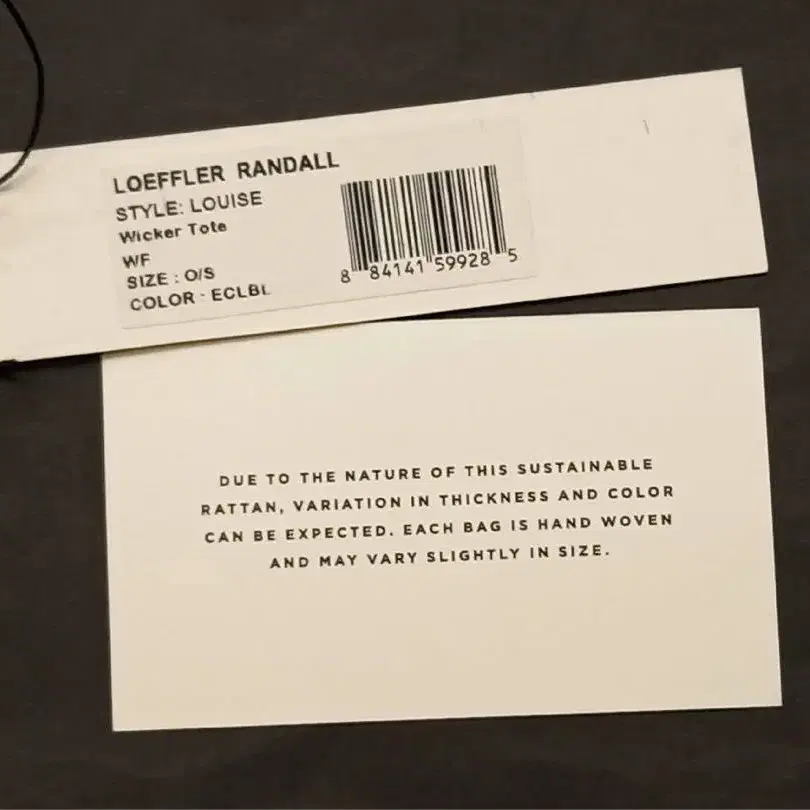 LOEFFLER RANDALL
STYLE: LOUISE
Wicker Tote
WF
SIZE : O/S
COLOR - ECLBL
8 84141 59928 5
DUE TO THE NATURE OF THIS SUSTAINABLE
RATTAN, VARIATION IN THICKNESS AND COLOR
CAN BE EXPECTED. EACH BAG IS HAND WOVEN
AND MAY VARY SLIGHTLY IN SIZE.